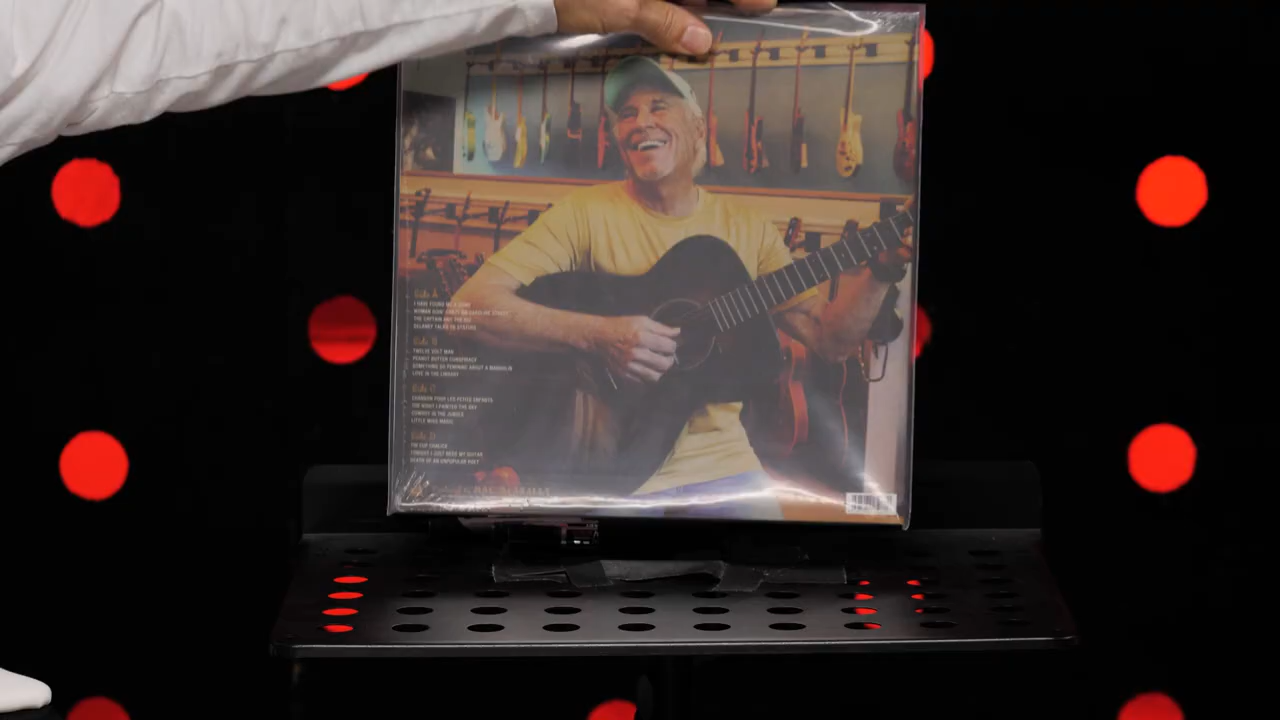 Side A
I HAVE FOUND ME A HOME
WOMAN GOIN' CRAZY ON CAROLINE STREET
THE CAPTAIN AND THE KID
DELANEY TALKS TO STATUES
Side B
TWELVE VOLT MAN
PEANUT BUTTER CONSPIRACY
SOMETHING SO FEMININE ABOUT A MANDOLIN
LOVE IN THE LIBRARY
Side C
CHANSON POUR LES PETITS ENFANTS
THE NIGHT I PAINTED THE SKY
COWBOY IN THE JUNGLE
LITTLE MISS MAGIC
Side D
TONIGHT I JUST NEED MY GUITAR
DEATH OF AN UNPOPULAR POET